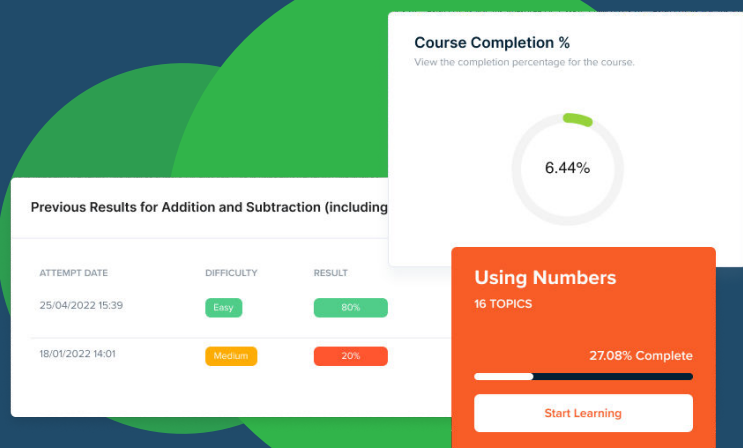 Course Completion %
View the completion percentage for the course.
6.44%
Previous Results for Addition and Subtraction (including
ATTEMPT DATE DIFFICULTY RESULT
25/04/2022 15:39 Easy 80%
18/01/2022 14:01 Medium 20%
Using Numbers
16 TOPICS
27.08% Complete
Start Learning